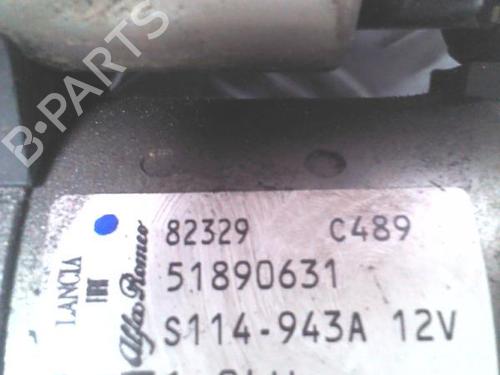 B-PARTS
82329 C489
51890631
S114-943A 12V
LANCIA
FIAT
Alfa Romeo